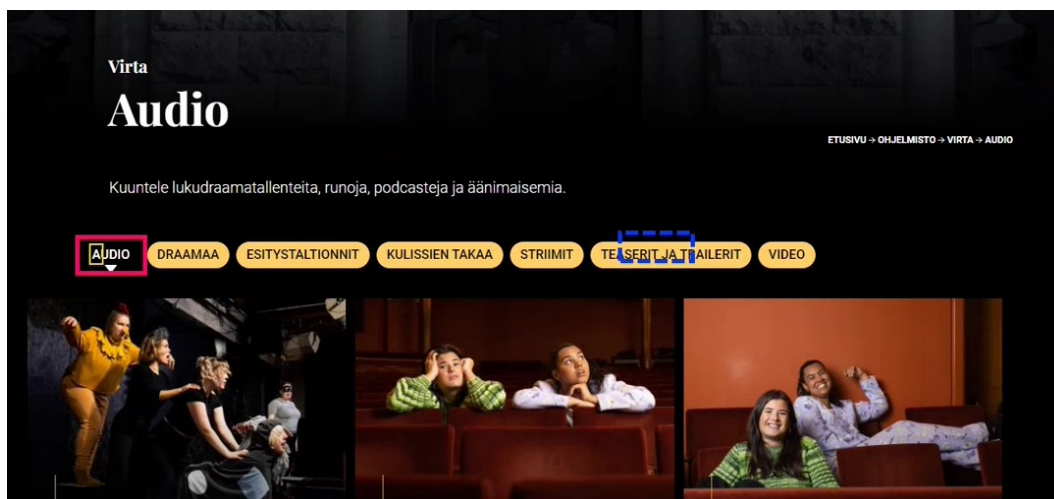 Virta
Audio
ETUSIVU → OHJELMISTO → VIRTA → AUDIO
Kuuntele lukudraamatallenteita, runoja, podcasteja ja äänimaisemia.
AUDIO DRAAMAA ESITYSTALTIONNIT KULISSIEN TAKAA STRIIMIT TEASERIT JA TRAILERIT VIDEO